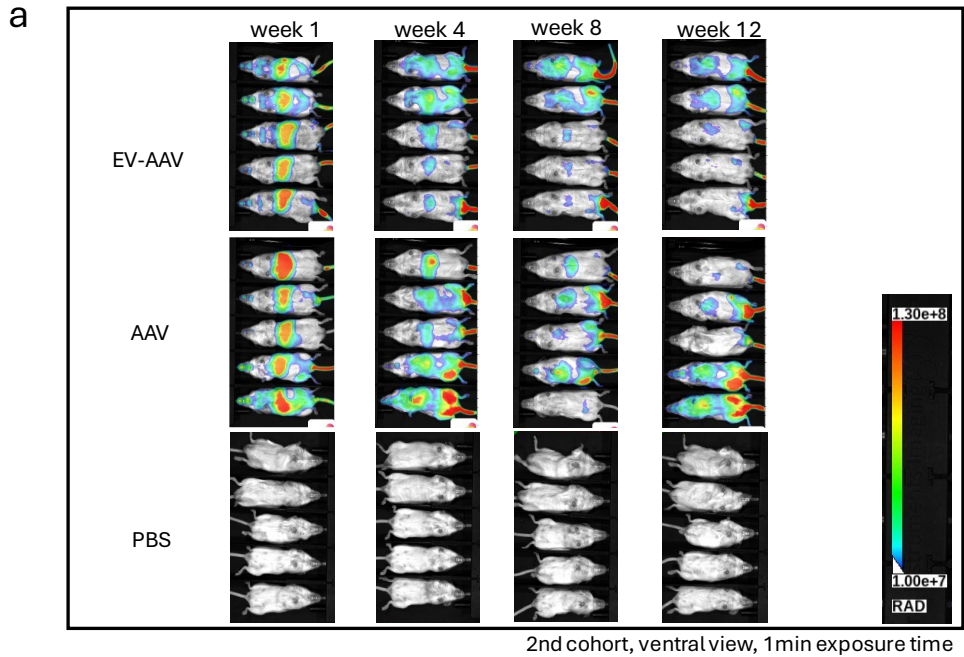 a
week 1 week 4 week 8 week 12
EV-AAV
AAV
PBS
1.30e+8
1.00e+7
RAD
2nd cohort, ventral view, 1min exposure time